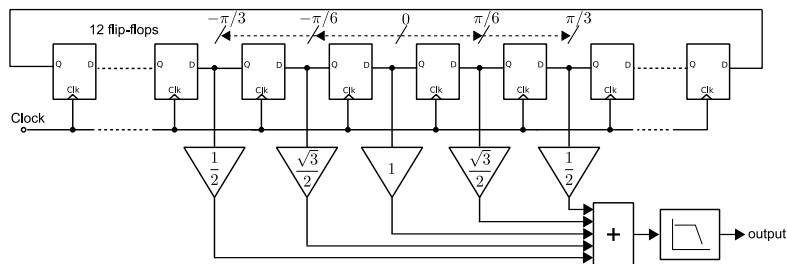 12 flip-flops
−π/3 −π/6 0 π/6 π/3
Q D Q D Q D Q D Q D Q D Q D Q D
Clk Clk Clk Clk Clk Clk Clk Clk
Clock
1/2 √3/2 1 √3/2 1/2
+
output